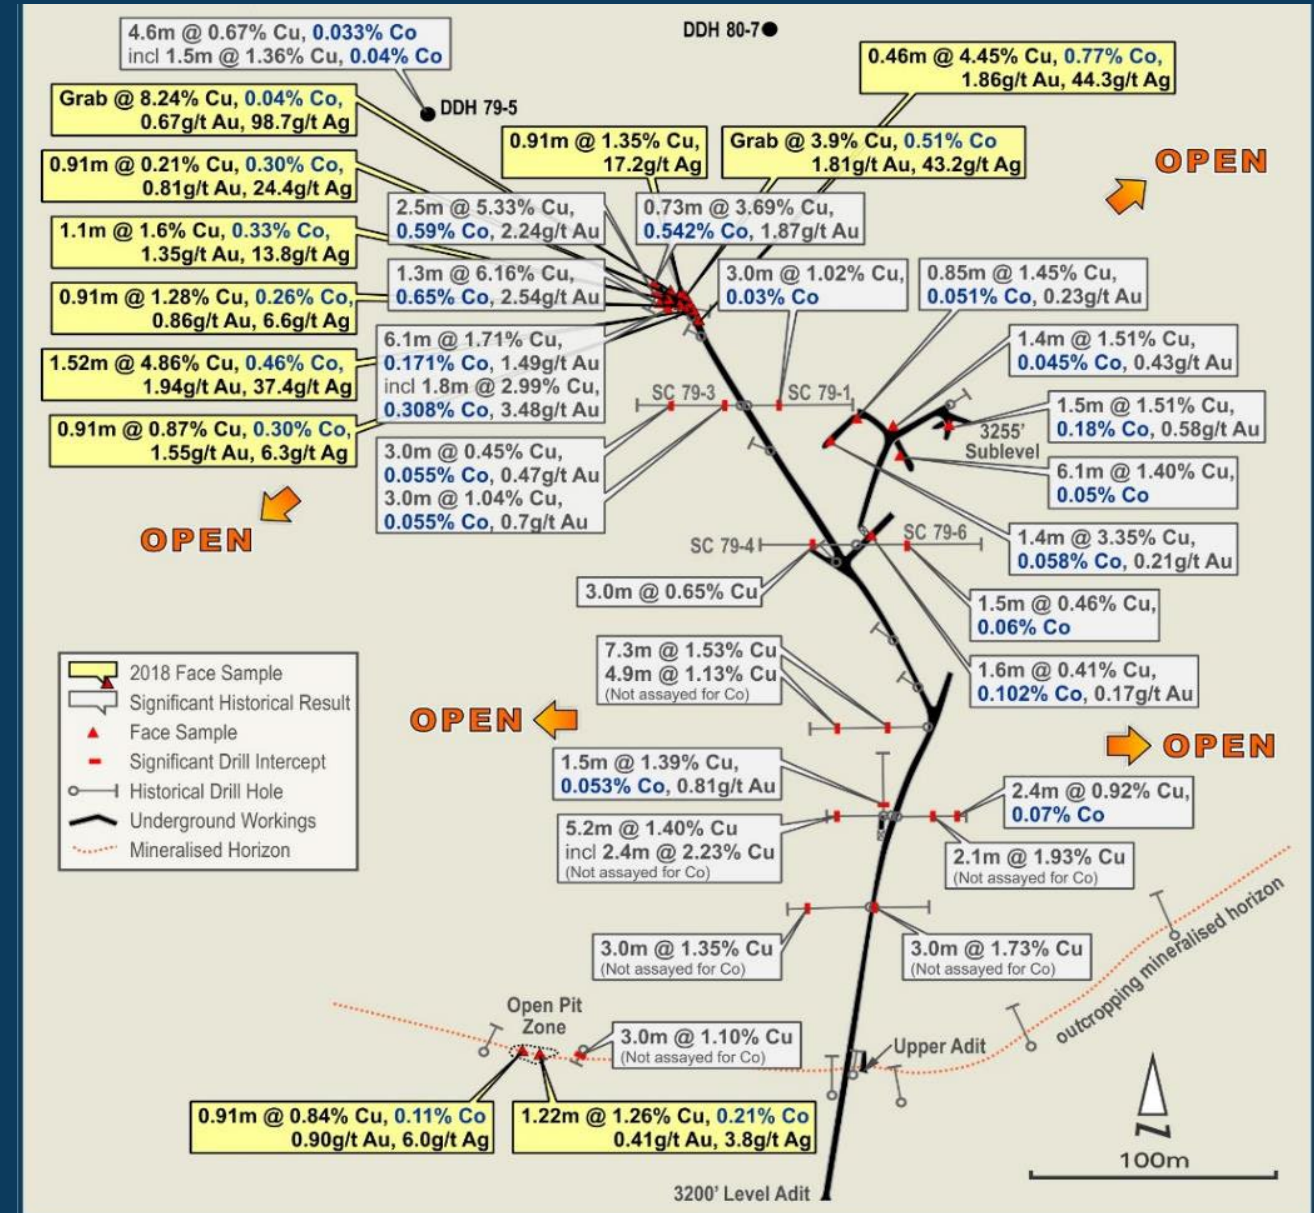 4.6m @ 0.67% Cu, 0.033% Co
incl 1.5m @ 1.36% Cu, 0.04% Co
DDH 79-5
DDH 80-7
0.46m @ 4.45% Cu, 0.77% Co,
1.86g/t Au, 44.3g/t Ag
Grab @ 8.24% Cu, 0.04% Co,
0.67g/t Au, 98.7g/t Ag
0.91m @ 1.35% Cu,
17.2g/t Ag
Grab @ 3.9% Cu, 0.51% Co
1.81g/t Au, 43.2g/t Ag
OPEN
0.91m @ 0.21% Cu, 0.30% Co,
0.81g/t Au, 24.4g/t Ag
2.5m @ 5.33% Cu,
0.59% Co, 2.24g/t Au
0.73m @ 3.69% Cu,
0.542% Co, 1.87g/t Au
1.1m @ 1.6% Cu, 0.33% Co,
1.35g/t Au, 13.8g/t Ag
1.3m @ 6.16% Cu,
0.65% Co, 2.54g/t Au
3.0m @ 1.02% Cu,
0.03% Co
0.85m @ 1.45% Cu,
0.051% Co, 0.23g/t Au
0.91m @ 1.28% Cu, 0.26% Co,
0.86g/t Au, 6.6g/t Ag
6.1m @ 1.71% Cu,
0.171% Co, 1.49g/t Au
incl 1.8m @ 2.99% Cu,
0.308% Co, 3.48g/t Au
1.4m @ 1.51% Cu,
0.045% Co, 0.43g/t Au
1.52m @ 4.86% Cu, 0.46% Co,
1.94g/t Au, 37.4g/t Ag
SC 79-3
SC 79-1
1.5m @ 1.51% Cu,
0.18% Co, 0.58g/t Au
3255'
Sublevel
0.91m @ 0.87% Cu, 0.30% Co,
1.55g/t Au, 6.3g/t Ag
3.0m @ 0.45% Cu,
0.055% Co, 0.47g/t Au
3.0m @ 1.04% Cu,
0.055% Co, 0.7g/t Au
6.1m @ 1.40% Cu,
0.05% Co
OPEN
SC 79-4
SC 79-6
1.4m @ 3.35% Cu,
0.058% Co, 0.21g/t Au
3.0m @ 0.65% Cu
1.5m @ 0.46% Cu,
0.06% Co
7.3m @ 1.53% Cu
4.9m @ 1.13% Cu
(Not assayed for Co)
1.6m @ 0.41% Cu,
0.102% Co, 0.17g/t Au
2018 Face Sample
Significant Historical Result
Face Sample
Significant Drill Intercept
Historical Drill Hole
Underground Workings
Mineralised Horizon
OPEN
OPEN
1.5m @ 1.39% Cu,
0.053% Co, 0.81g/t Au
2.4m @ 0.92% Cu,
0.07% Co
5.2m @ 1.40% Cu
incl 2.4m @ 2.23% Cu
(Not assayed for Co)
2.1m @ 1.93% Cu
(Not assayed for Co)
3.0m @ 1.35% Cu
(Not assayed for Co)
3.0m @ 1.73% Cu
(Not assayed for Co)
outcropping mineralised horizon
Open Pit
Zone
3.0m @ 1.10% Cu
(Not assayed for Co)
Upper Adit
0.91m @ 0.84% Cu, 0.11% Co
0.90g/t Au, 6.0g/t Ag
1.22m @ 1.26% Cu, 0.21% Co
0.41g/t Au, 3.8g/t Ag
N
100m
3200' Level Adit